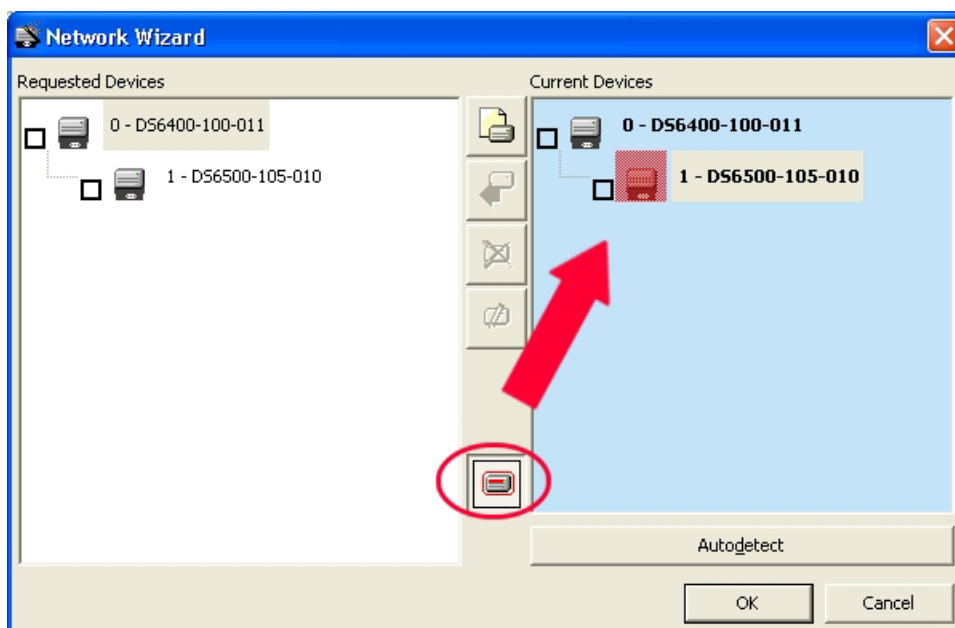 Network Wizard
Requested Devices
0 - DS6400-100-011
1 - DS6500-105-010
Current Devices
0 - DS6400-100-011
1 - DS6500-105-010
Autodetect
OK
Cancel